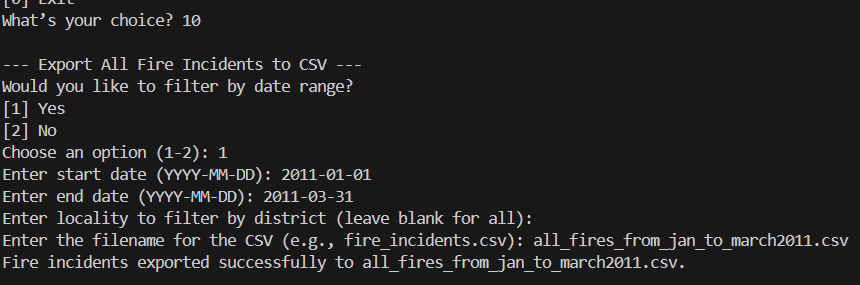 [0] Exit
What's your choice? 10

--- Export All Fire Incidents to CSV ---
Would you like to filter by date range?
[1] Yes
[2] No
Choose an option (1-2): 1
Enter start date (YYYY-MM-DD): 2011-01-01
Enter end date (YYYY-MM-DD): 2011-03-31
Enter locality to filter by district (leave blank for all):
Enter the filename for the CSV (e.g., fire_incidents.csv): all_fires_from_jan_to_march2011.csv
Fire incidents exported successfully to all_fires_from_jan_to_march2011.csv.